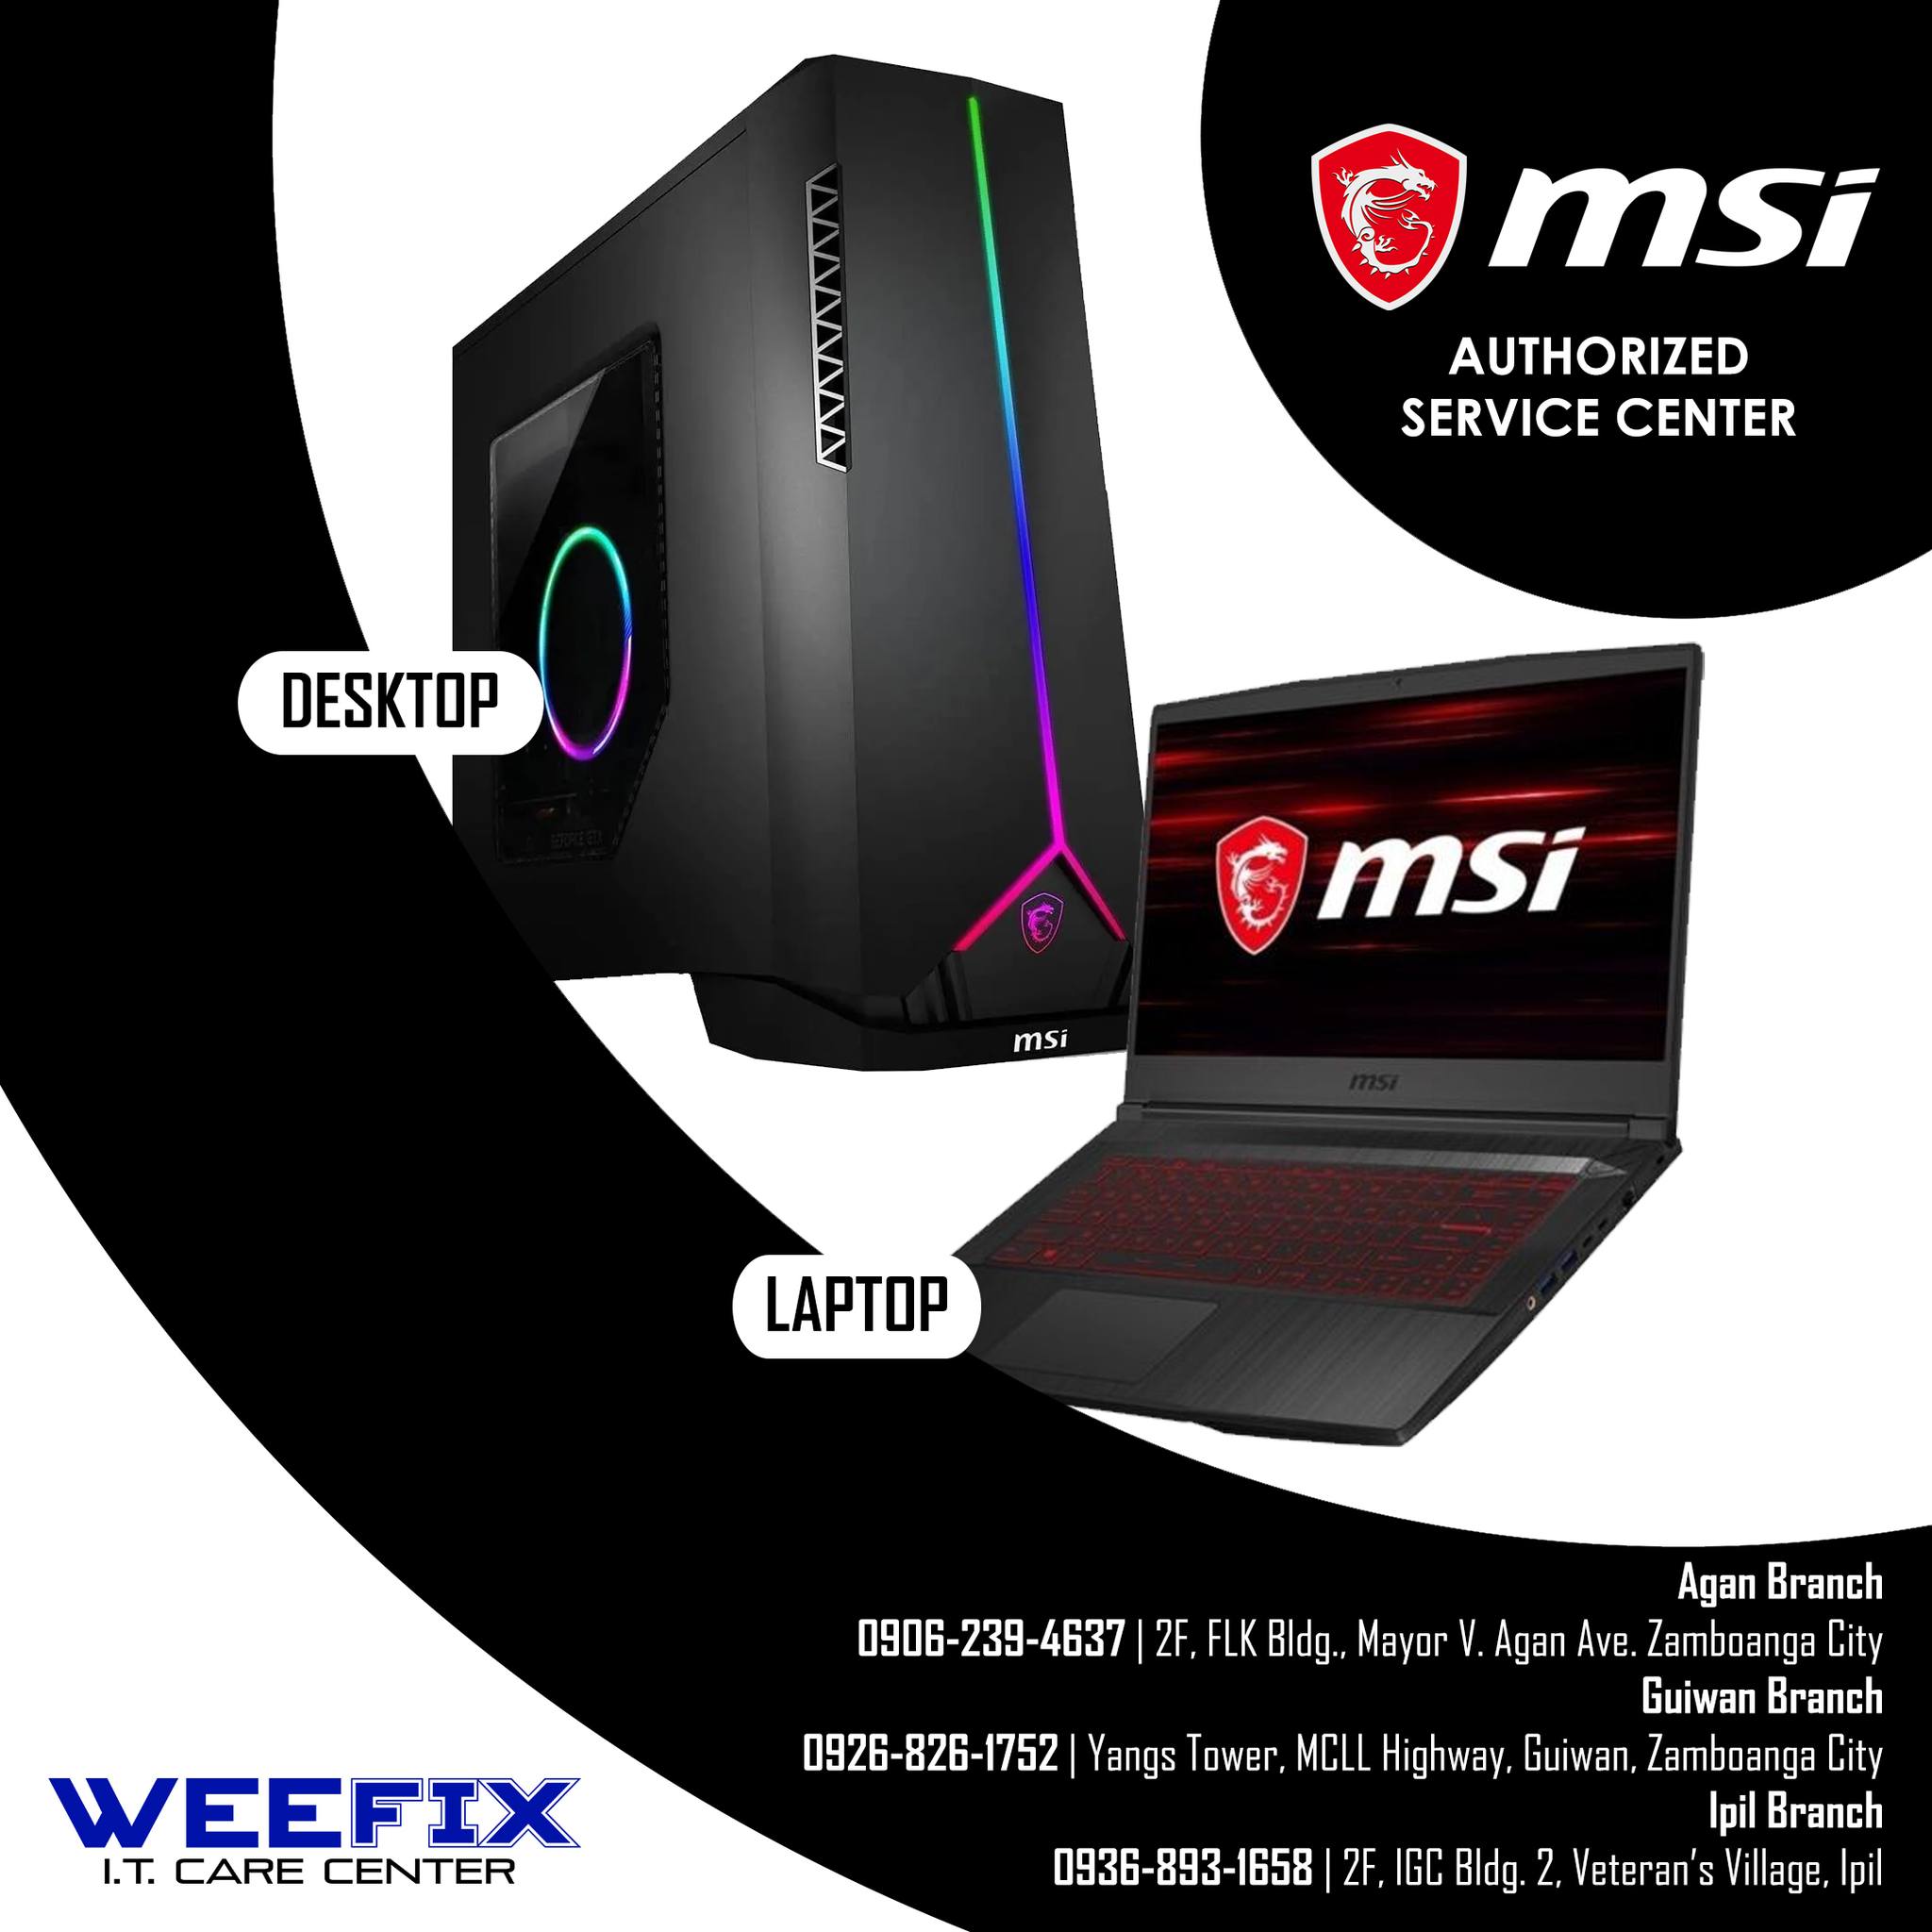 msi
AUTHORIZED
SERVICE CENTER
DESKTOP
msi
msi
msi
LAPTOP
Agan Branch
0906-239-4637 | 2F, FLK Bldg., Mayor V. Agan Ave. Zamboanga City
Guiwan Branch
0926-826-1752 | Yangs Tower, MCLL Highway, Guiwan, Zamboanga City
Ipil Branch
0936-893-1658 | 2F, IGC Bldg. 2, Veteran's Village, Ipil
WEEFIX
I.T. CARE CENTER